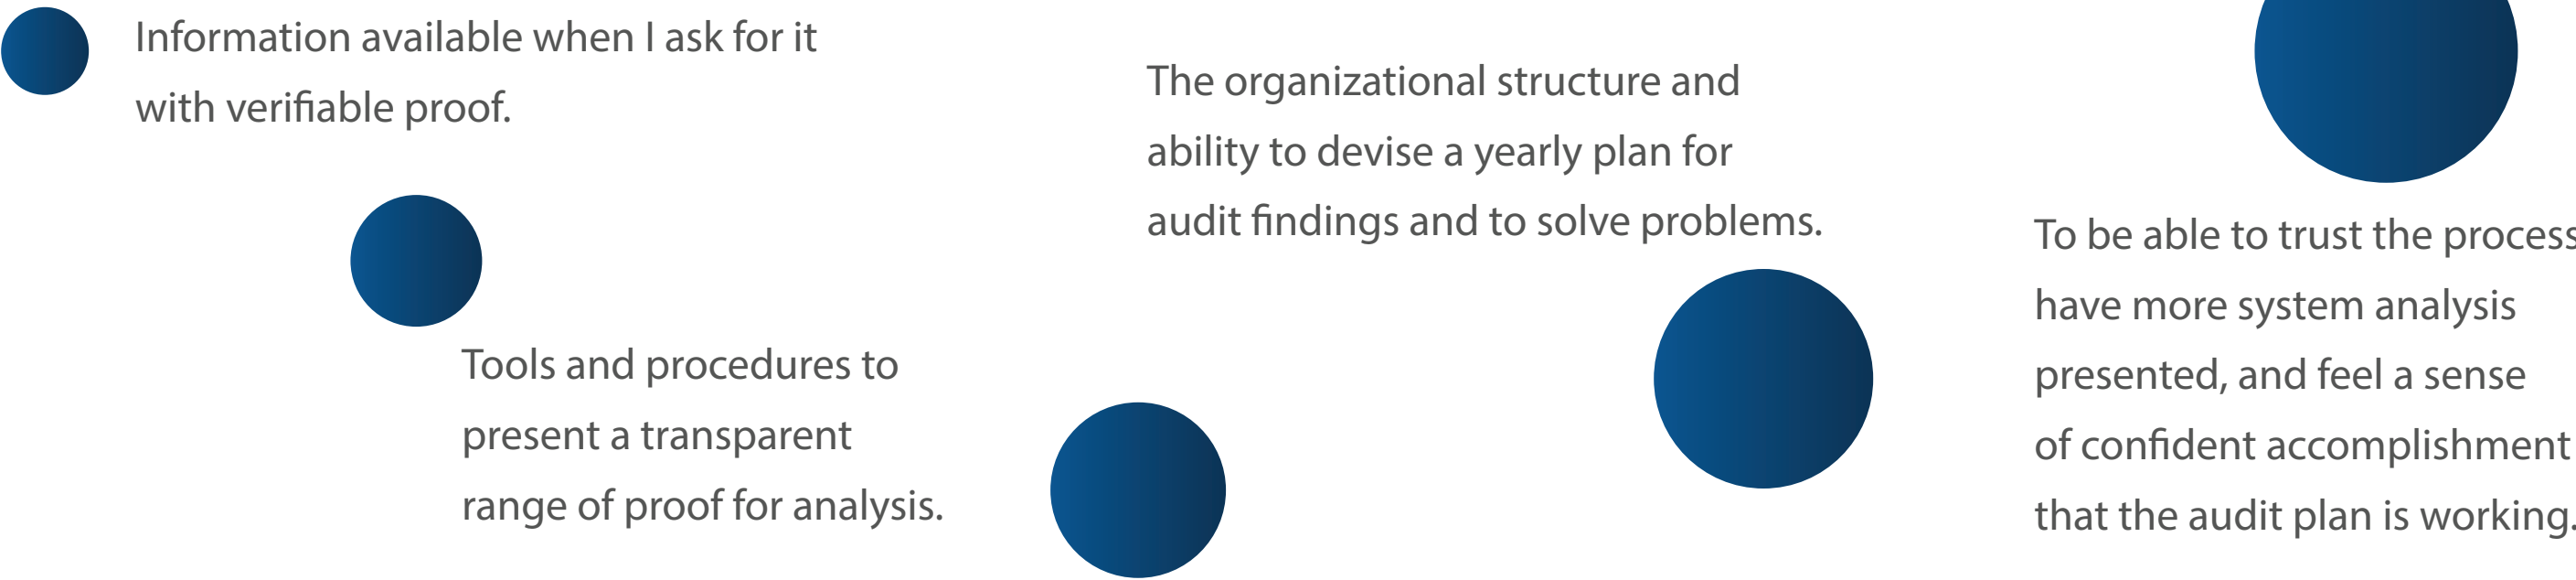 Information available when I ask for it
with verifiable proof.
Tools and procedures to
present a transparent
range of proof for analysis.
The organizational structure and
ability to devise a yearly plan for
audit findings and to solve problems.
To be able to trust the process
have more system analysis
presented, and feel a sense
of confident accomplishment
that the audit plan is working.